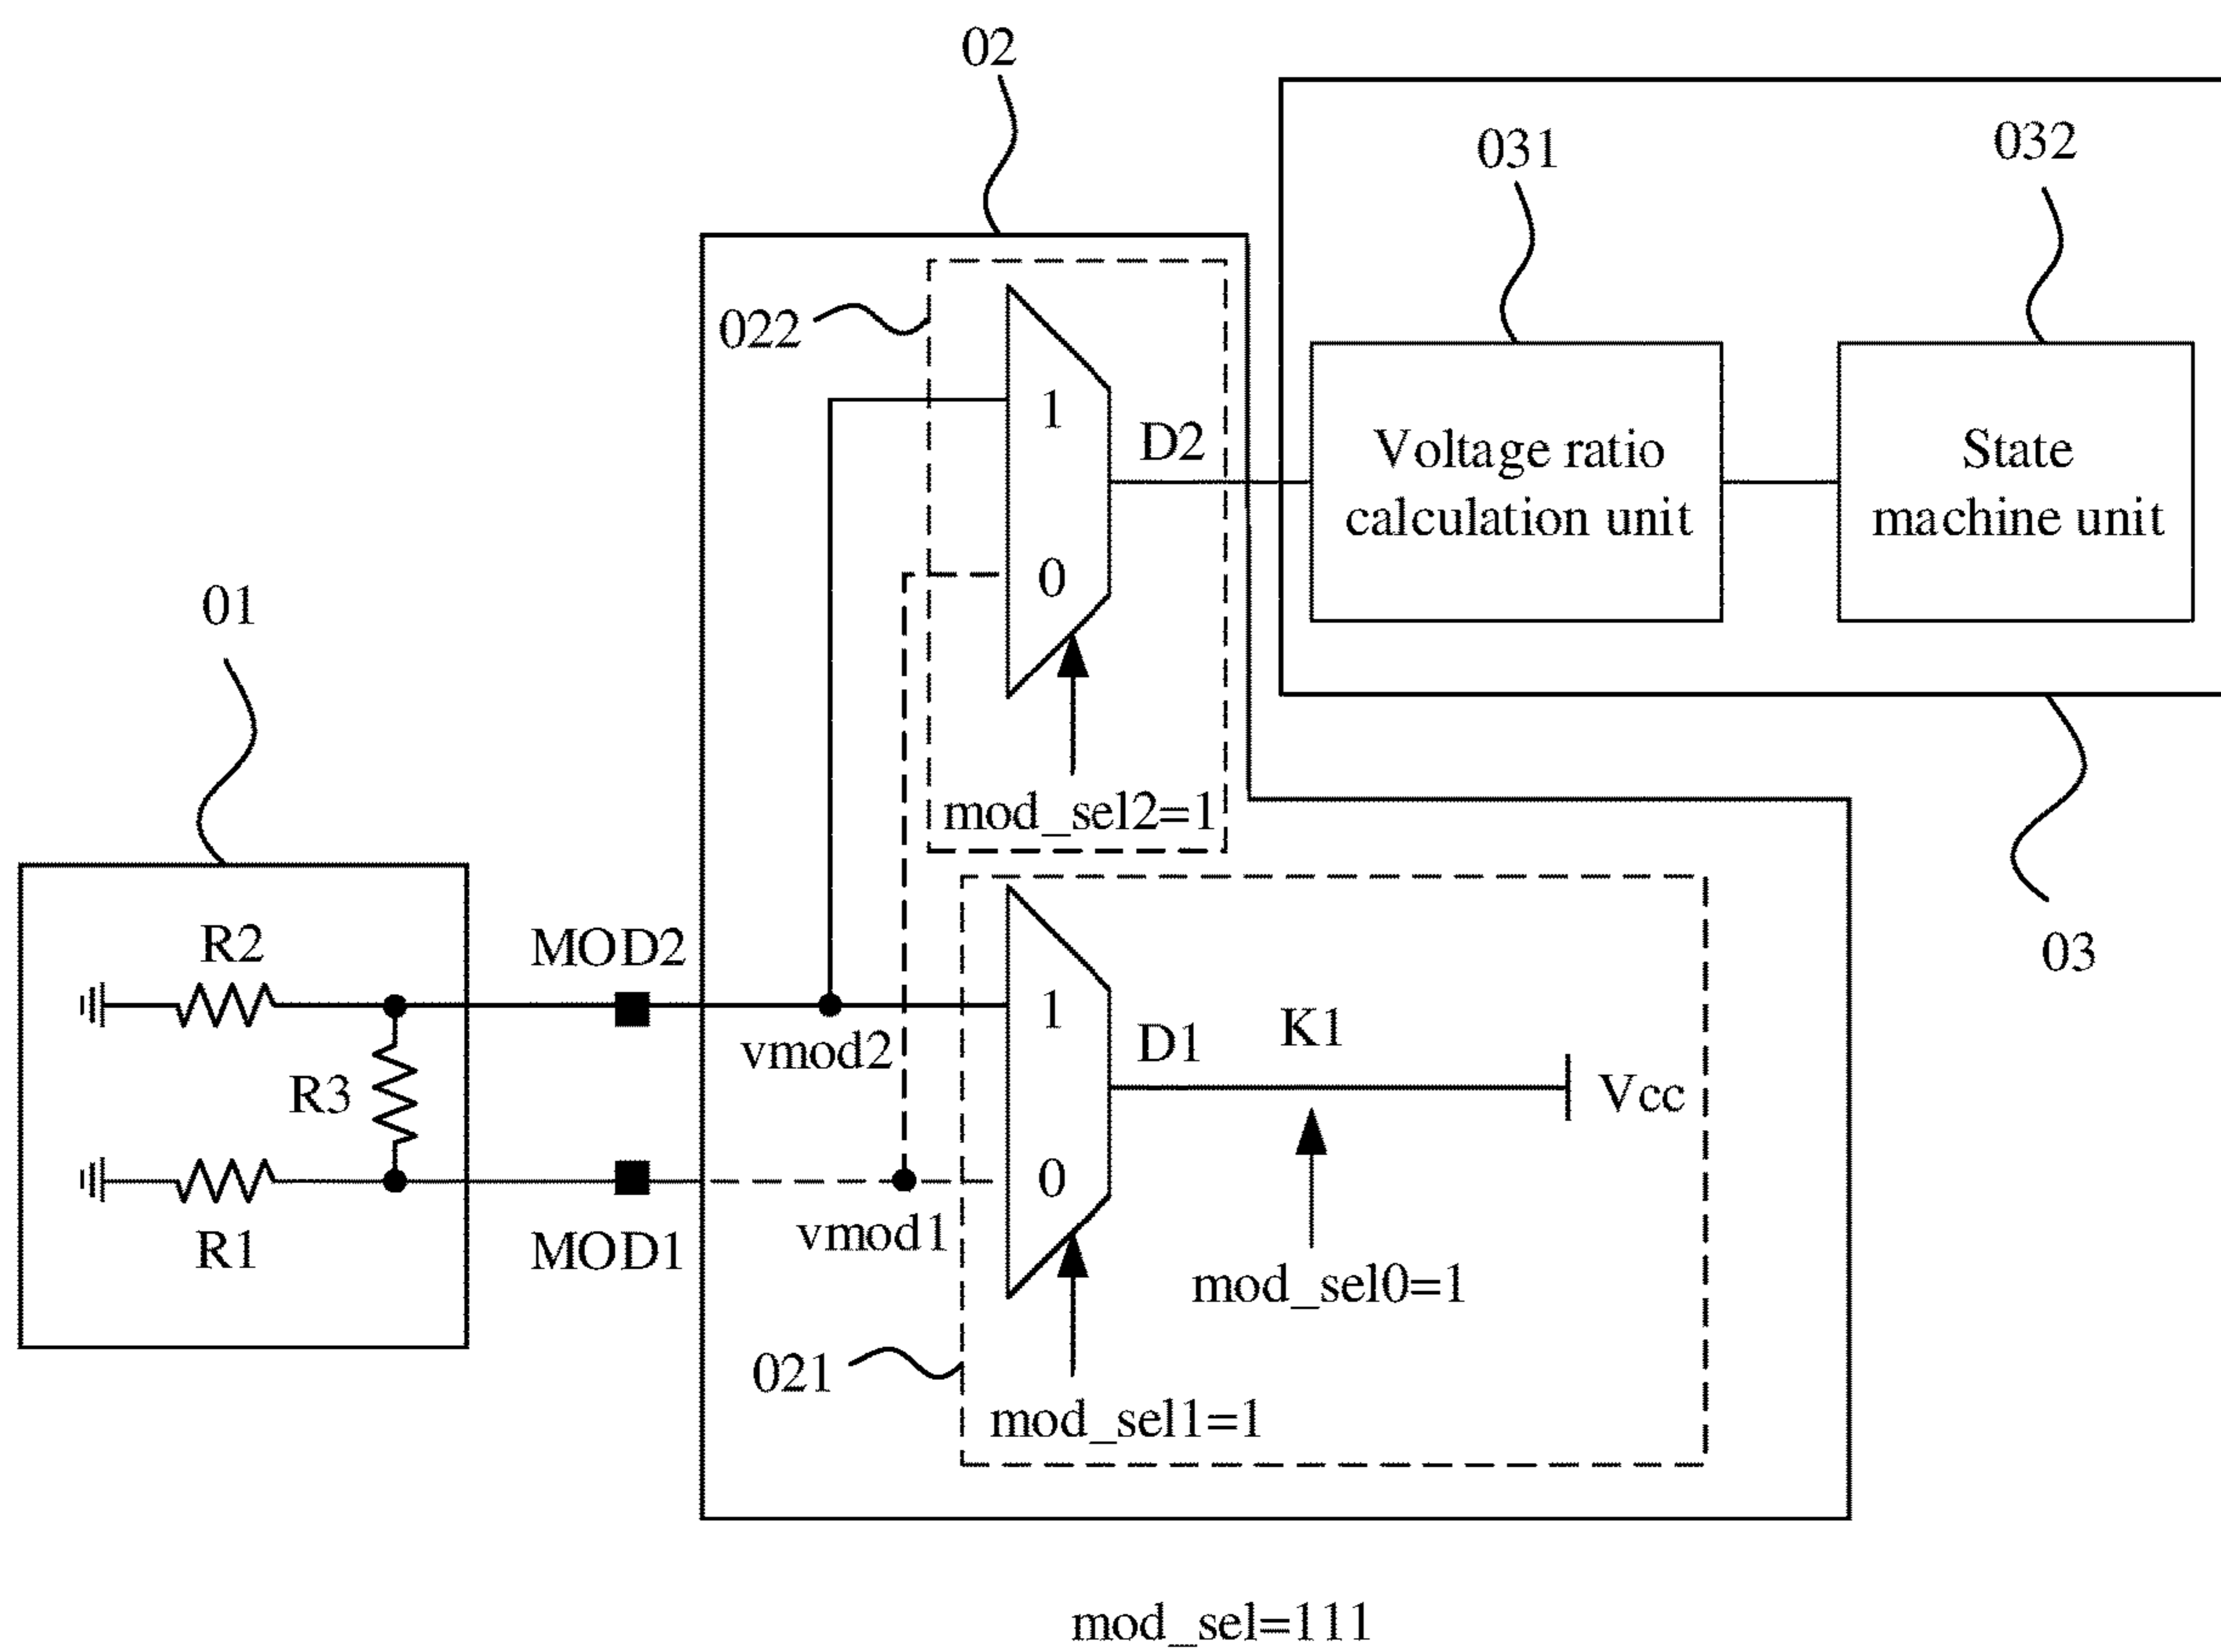 02
031
032
022
1
D2
Voltage ratio
calculation unit
State
machine unit
0
01
mod_sel2=1
R2
MOD2
03
1
K1
vmod2
D1
R3
Vcc
0
R1
MOD1
vmod1
mod_sel0=1
021
mod_sel1=1
mod_sel=111